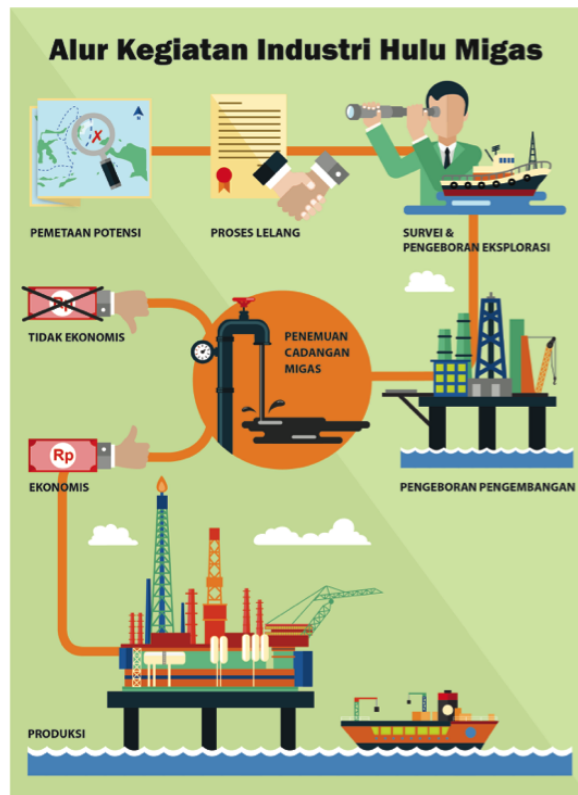 Alur Kegiatan Industri Hulu Migas
PEMETAAN POTENSI
PROSES LELANG
SURVEI &
PENGEBORAN EKSPLORASI
Rp
TIDAK EKONOMIS
PENEMUAN
CADANGAN
MIGAS
Rp
EKONOMIS
PENGEBORAN PENGEMBANGAN
PRODUKSI